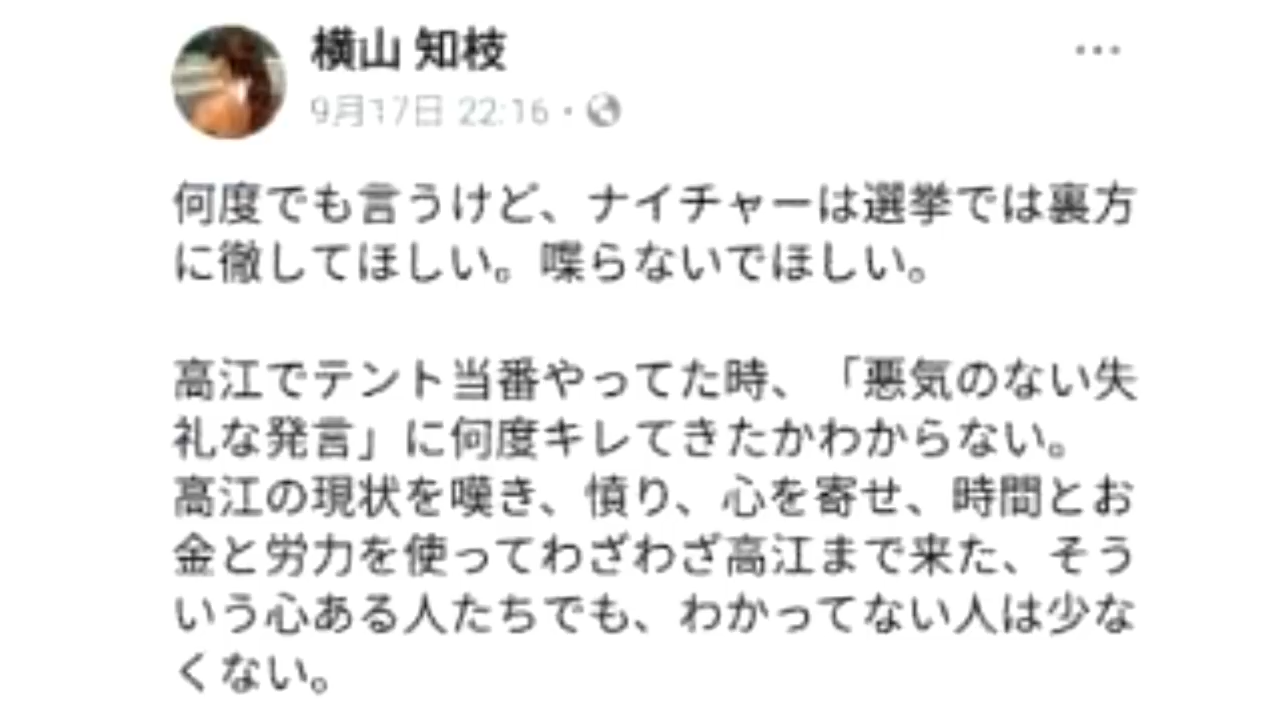 横山 知枝
9月17日 22:16・
何度でも言うけど、ナイチャーは選挙では裏方
に徹してほしい。喋らないでほしい。
高江でテント当番やってた時、「悪気のない失
礼な発言」に何度キレてきたかわからない。
高江の現状を嘆き、憤り、心を寄せ、時間とお
金と労力を使ってわざわざ高江まで来た、そう
いう心ある人たちでも、わかってない人は少な
くない。